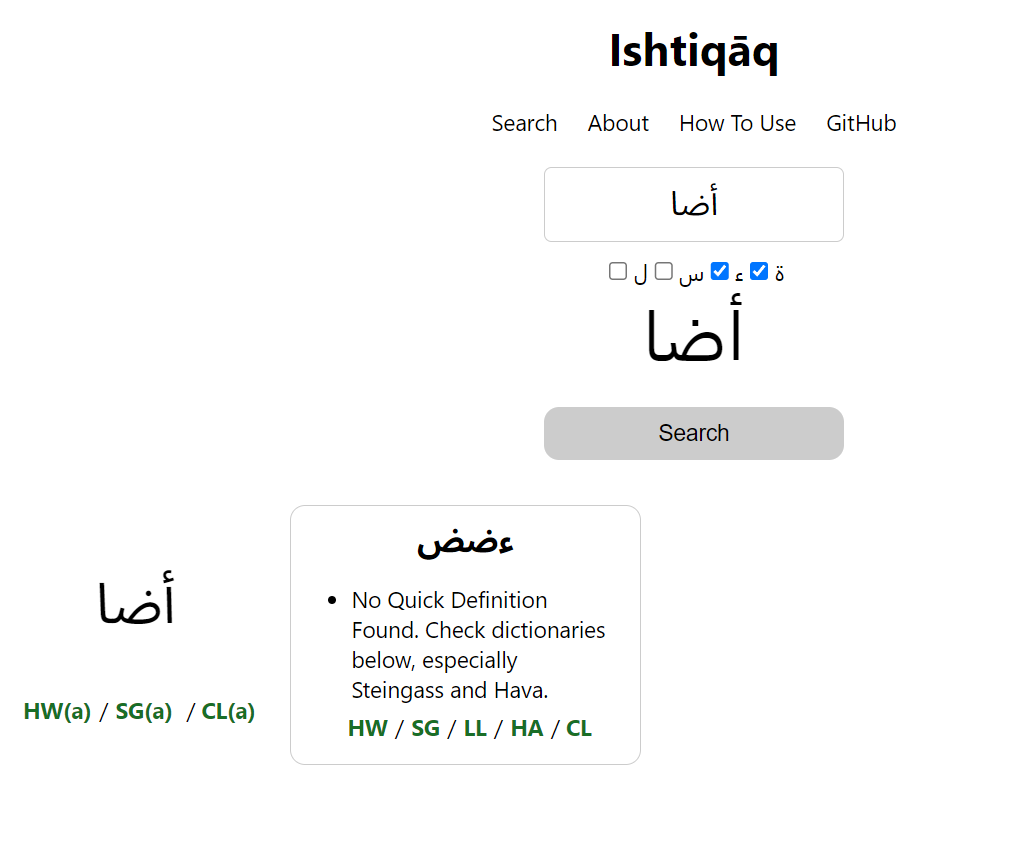 Ishtiqāq
Search About How To Use GitHub
أضا
ة ء س ل
أضا
Search
أضا
HW(a) / SG(a) / CL(a)
ءضض
No Quick Definition
Found. Check dictionaries
below, especially
Steingass and Hava.
HW / SG / LL / HA / CL